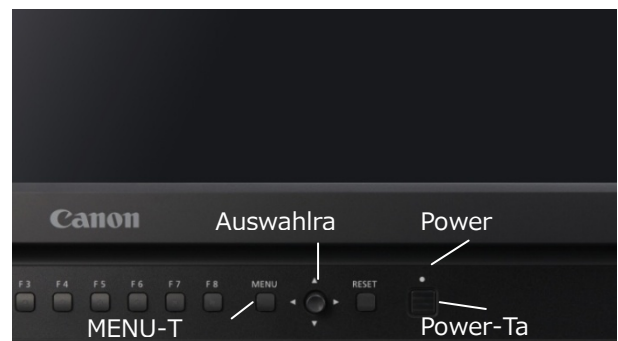 Canon
Auswahlra
Power
F3 F4 F5 F6 F7 F8 MENU RESET
MENU-T
Power-Ta